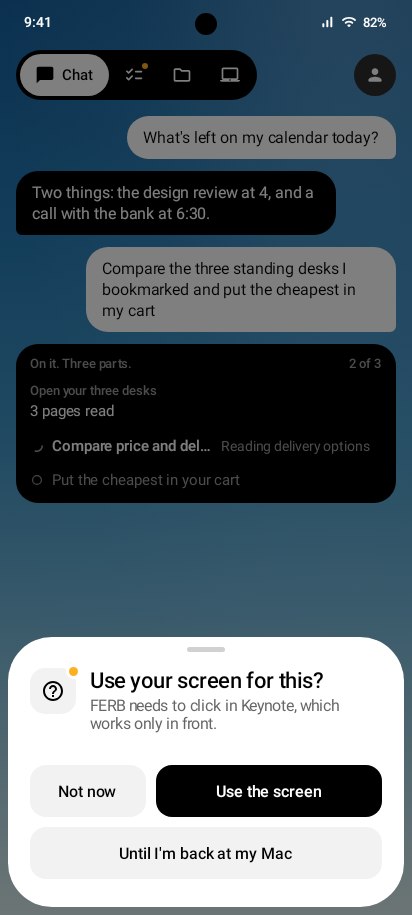 9:41
82%
Chat
What's left on my calendar today?
Two things: the design review at 4, and a
call with the bank at 6:30.
Compare the three standing desks I
bookmarked and put the cheapest in
my cart
On it. Three parts.
2 of 3
Open your three desks
3 pages read
Compare price and del…
Reading delivery options
Put the cheapest in your cart
Use your screen for this?
FERB needs to click in Keynote, which
works only in front.
Not now
Use the screen
Until I'm back at my Mac